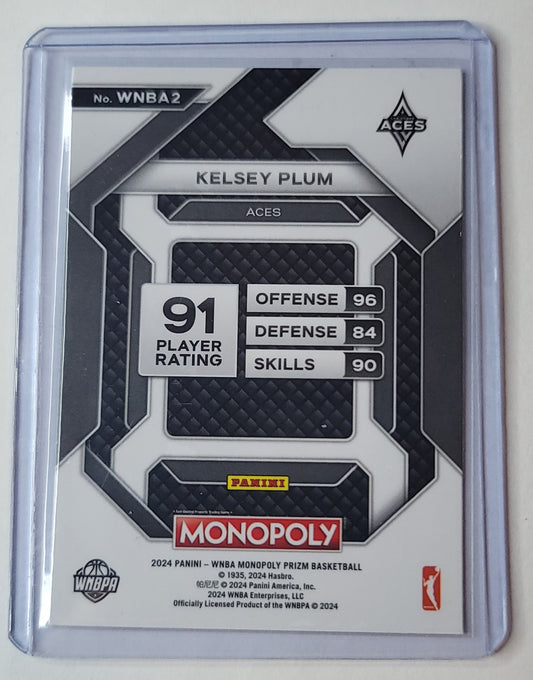 No. WNBA2
ACES
KELSEY PLUM
ACES
91
PLAYER
RATING
OFFENSE 96
DEFENSE 84
SKILLS 90
PANINI
MONOPOLY
2024 PANINI – WNBA MONOPOLY PRIZM BASKETBALL
© 1935, 2024 Hasbro.
帕尼尼 © 2024 Panini America, Inc.
2024 WNBA Enterprises, LLC
Officially Licensed Product of the WNBPA © 2024
WNBPA